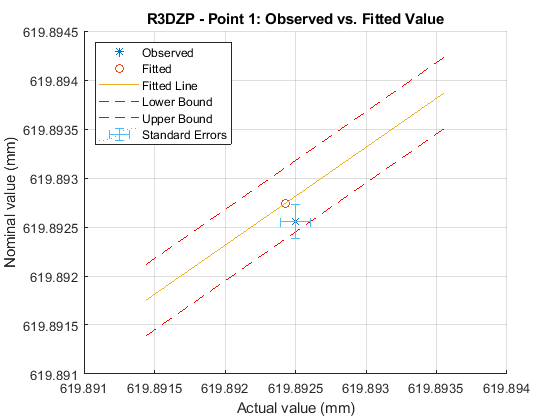 R3DZP - Point 1: Observed vs. Fitted Value
619.8945
619.894
619.8935
619.893
619.8925
619.892
619.8915
619.891
Nominal value (mm)
Observed
Fitted
Fitted Line
Lower Bound
Upper Bound
Standard Errors
619.891 619.8915 619.892 619.8925 619.893 619.8935 619.894
Actual value (mm)